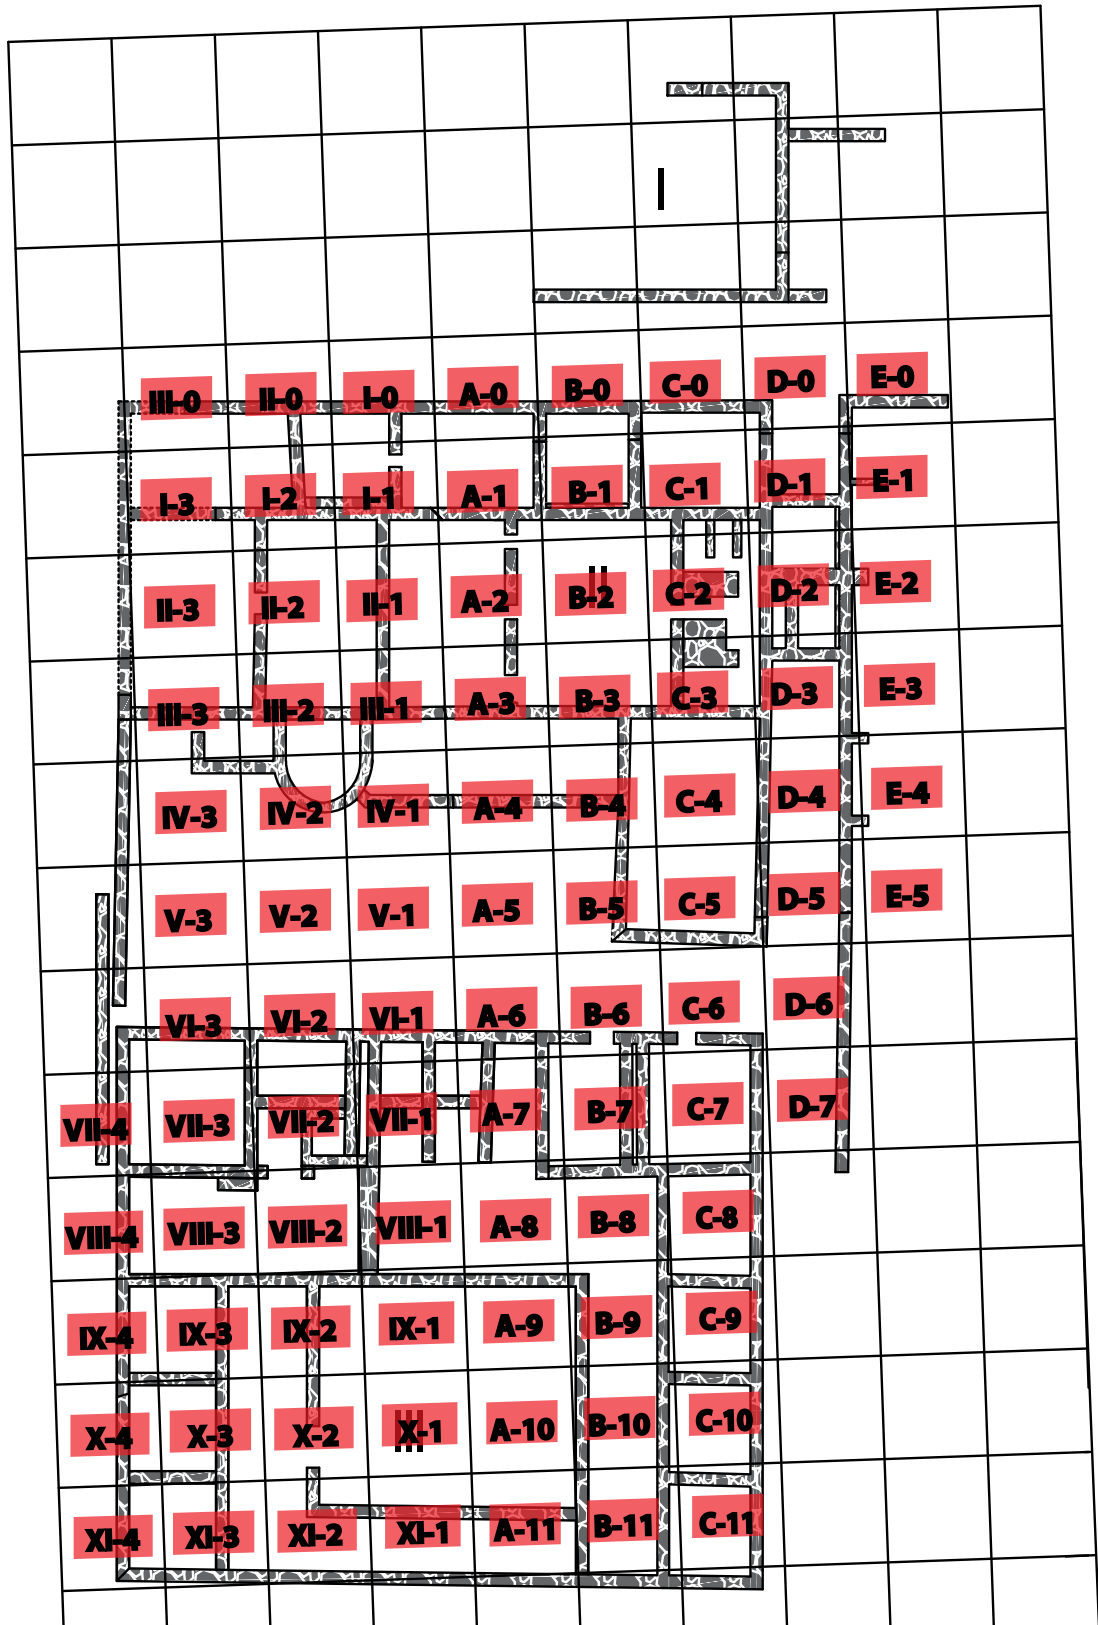 I
III-0 II-0 I-0 A-0 B-0 C-0 D-0 E-0
I-3 I-2 I-1 A-1 B-1 C-1 D-1 E-1
II
II-3 II-2 II-1 A-2 B-2 C-2 D-2 E-2
III-3 III-2 III-1 A-3 B-3 C-3 D-3 E-3
IV-3 IV-2 IV-1 A-4 B-4 C-4 D-4 E-4
V-3 V-2 V-1 A-5 B-5 C-5 D-5 E-5
VI-3 VI-2 VI-1 A-6 B-6 C-6 D-6
VII-4 VII-3 VII-2 VII-1 A-7 B-7 C-7 D-7
VIII-4 VIII-3 VIII-2 VIII-1 A-8 B-8 C-8
IX-4 IX-3 IX-2 IX-1 A-9 B-9 C-9
III
X-4 X-3 X-2 X-1 A-10 B-10 C-10
XI-4 XI-3 XI-2 XI-1 A-11 B-11 C-11